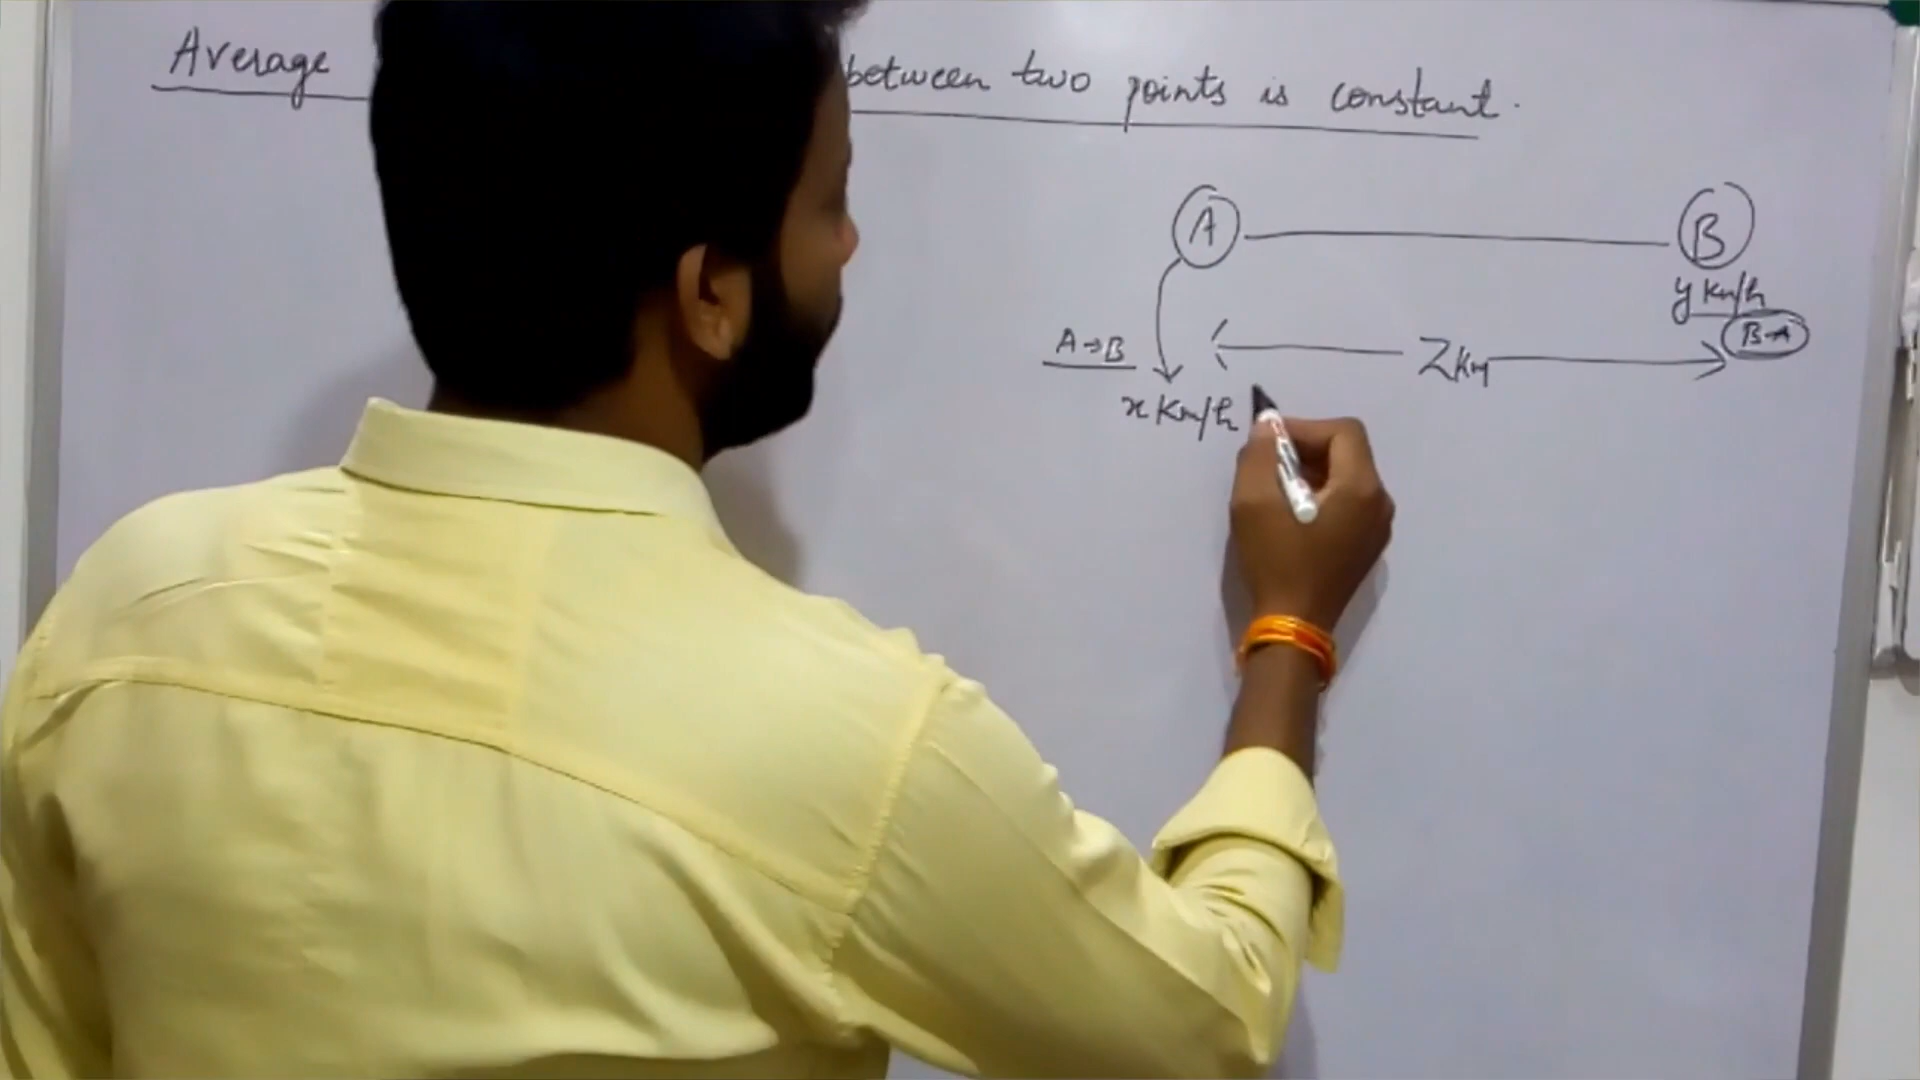 Average between two points is constant.
A B
y Km/h
B-A
A→B
Z Km
x Km/h